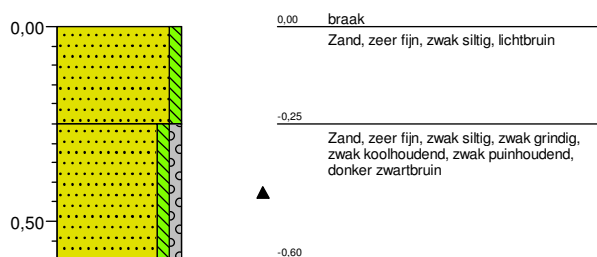 0,00
0,50
0,00
braak
Zand, zeer fijn, zwak siltig, lichtbruin
-0,25
Zand, zeer fijn, zwak siltig, zwak grindig,
zwak koolhoudend, zwak puinhoudend,
donker zwartbruin
-0,60